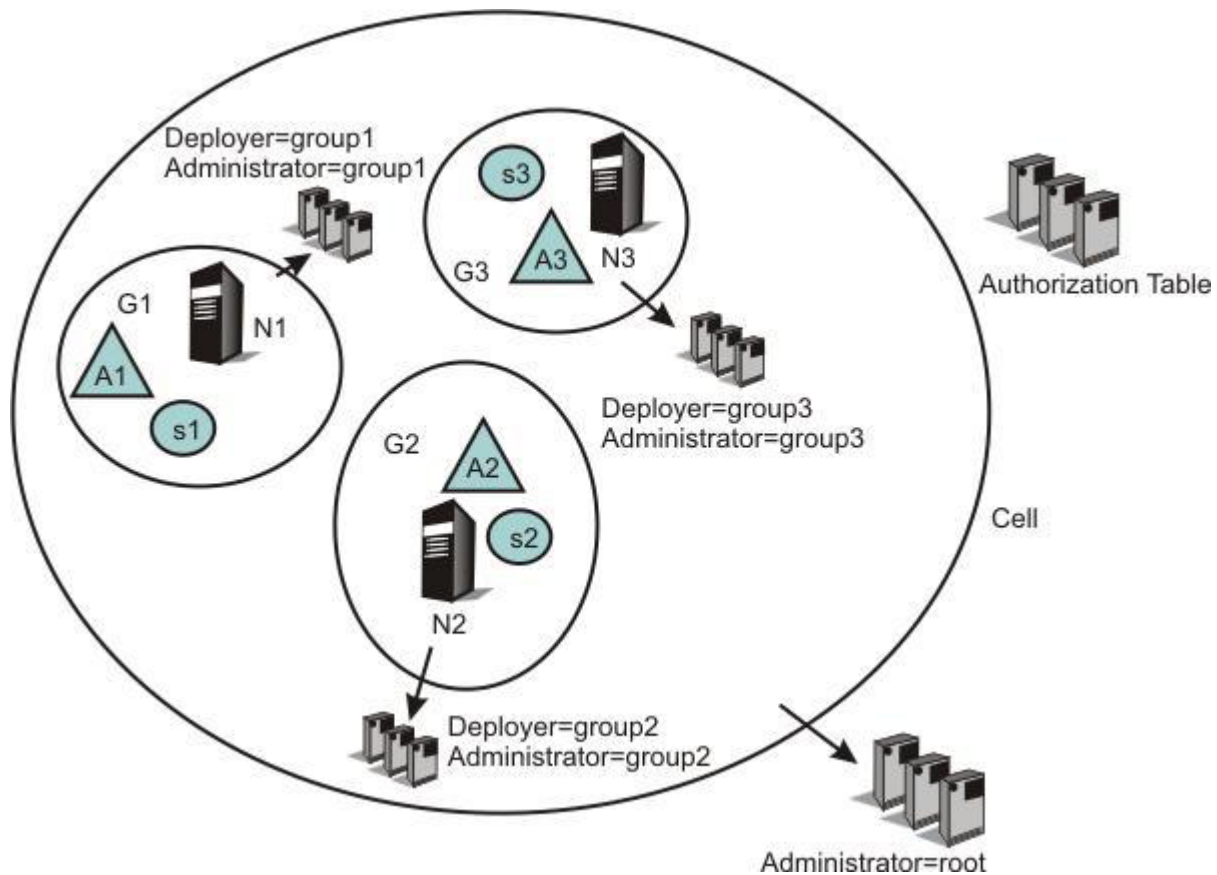 Deployer=group1
Administrator=group1
s3
A3
G3
N3
Authorization Table
G1
N1
A1
s1
Deployer=group3
Administrator=group3
G2
A2
s2
N2
Cell
Deployer=group2
Administrator=group2
Administrator=root